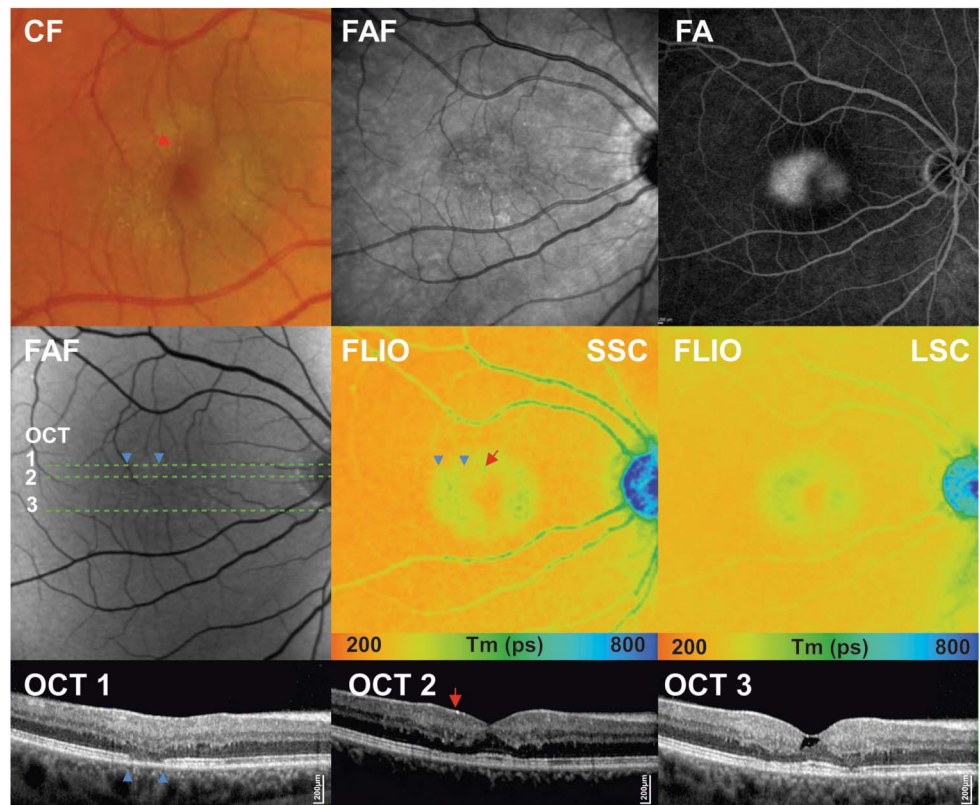 CF
FAF
FA
FAF
OCT
1
2
3
FLIO SSC
200 Tm (ps) 800
FLIO LSC
200 Tm (ps) 800
OCT 1
200µm
OCT 2
200µm
OCT 3
200µm